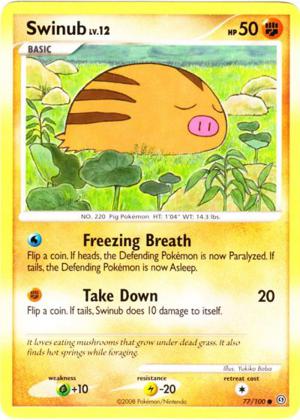 Swinub LV.12 HP 50
BASIC
NO. 220 Pig Pokémon HT: 1'04" WT: 14.3 lbs.
Freezing Breath
Flip a coin. If heads, the Defending Pokémon is now Paralyzed. If
tails, the Defending Pokémon is now Asleep.
Take Down 20
Flip a coin. If tails, Swinub does 10 damage to itself.
It loves eating mushrooms that grow under dead grass. It also
finds hot springs while foraging.
weakness resistance retreat cost
+10 -20
Illus. Yukiko Baba
©2008 Pokémon/Nintendo 77/100